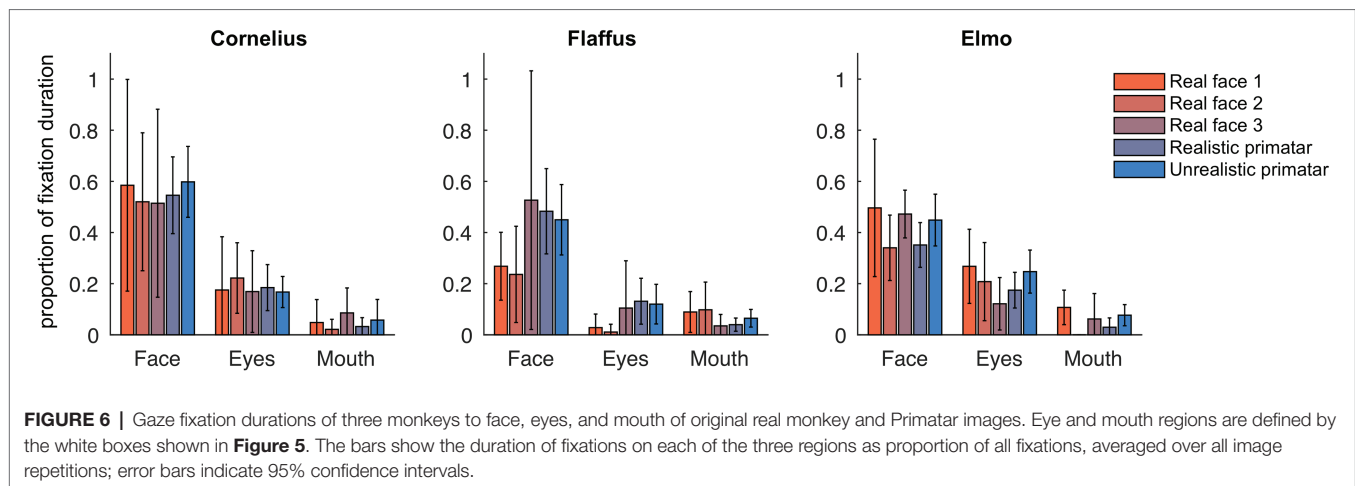 Cornelius
Flaffus
Elmo
proportion of fixation duration
1
0.8
0.6
0.4
0.2
0
Face
Eyes
Mouth
1
0.8
0.6
0.4
0.2
0
Face
Eyes
Mouth
1
0.8
0.6
0.4
0.2
0
Face
Eyes
Mouth
Real face 1
Real face 2
Real face 3
Realistic primatar
Unrealistic primatar
FIGURE 6 | Gaze fixation durations of three monkeys to face, eyes, and mouth of original real monkey and Primatar images. Eye and mouth regions are defined by
the white boxes shown in Figure 5. The bars show the duration of fixations on each of the three regions as proportion of all fixations, averaged over all image
repetitions; error bars indicate 95% confidence intervals.